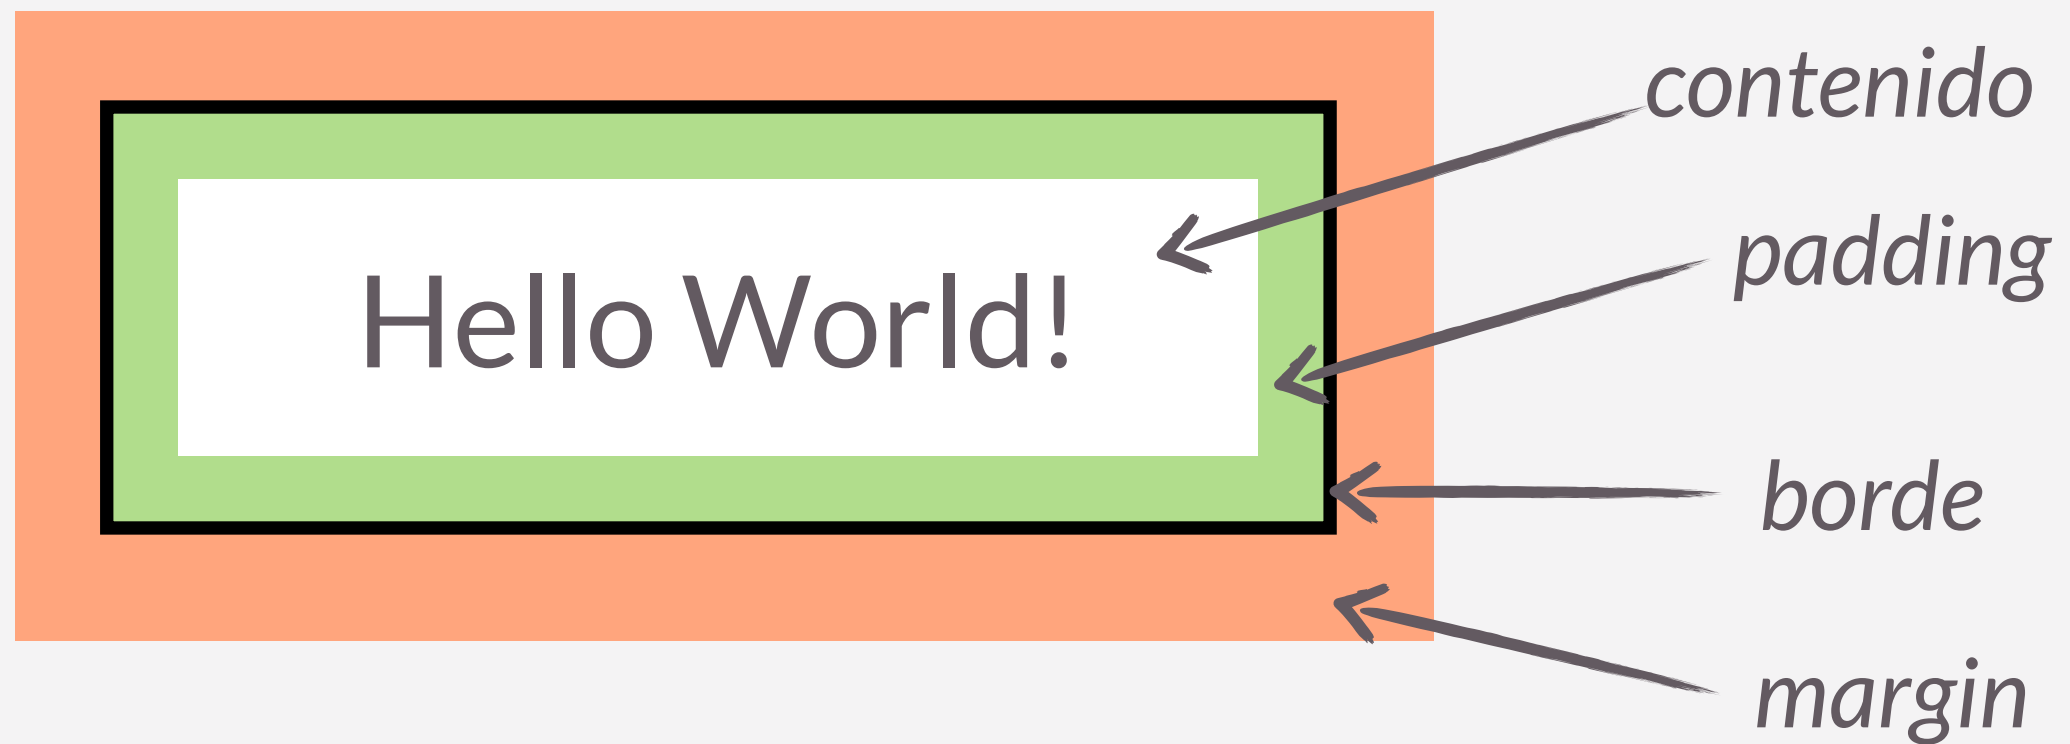 contenido
padding
Hello World!
borde
margin